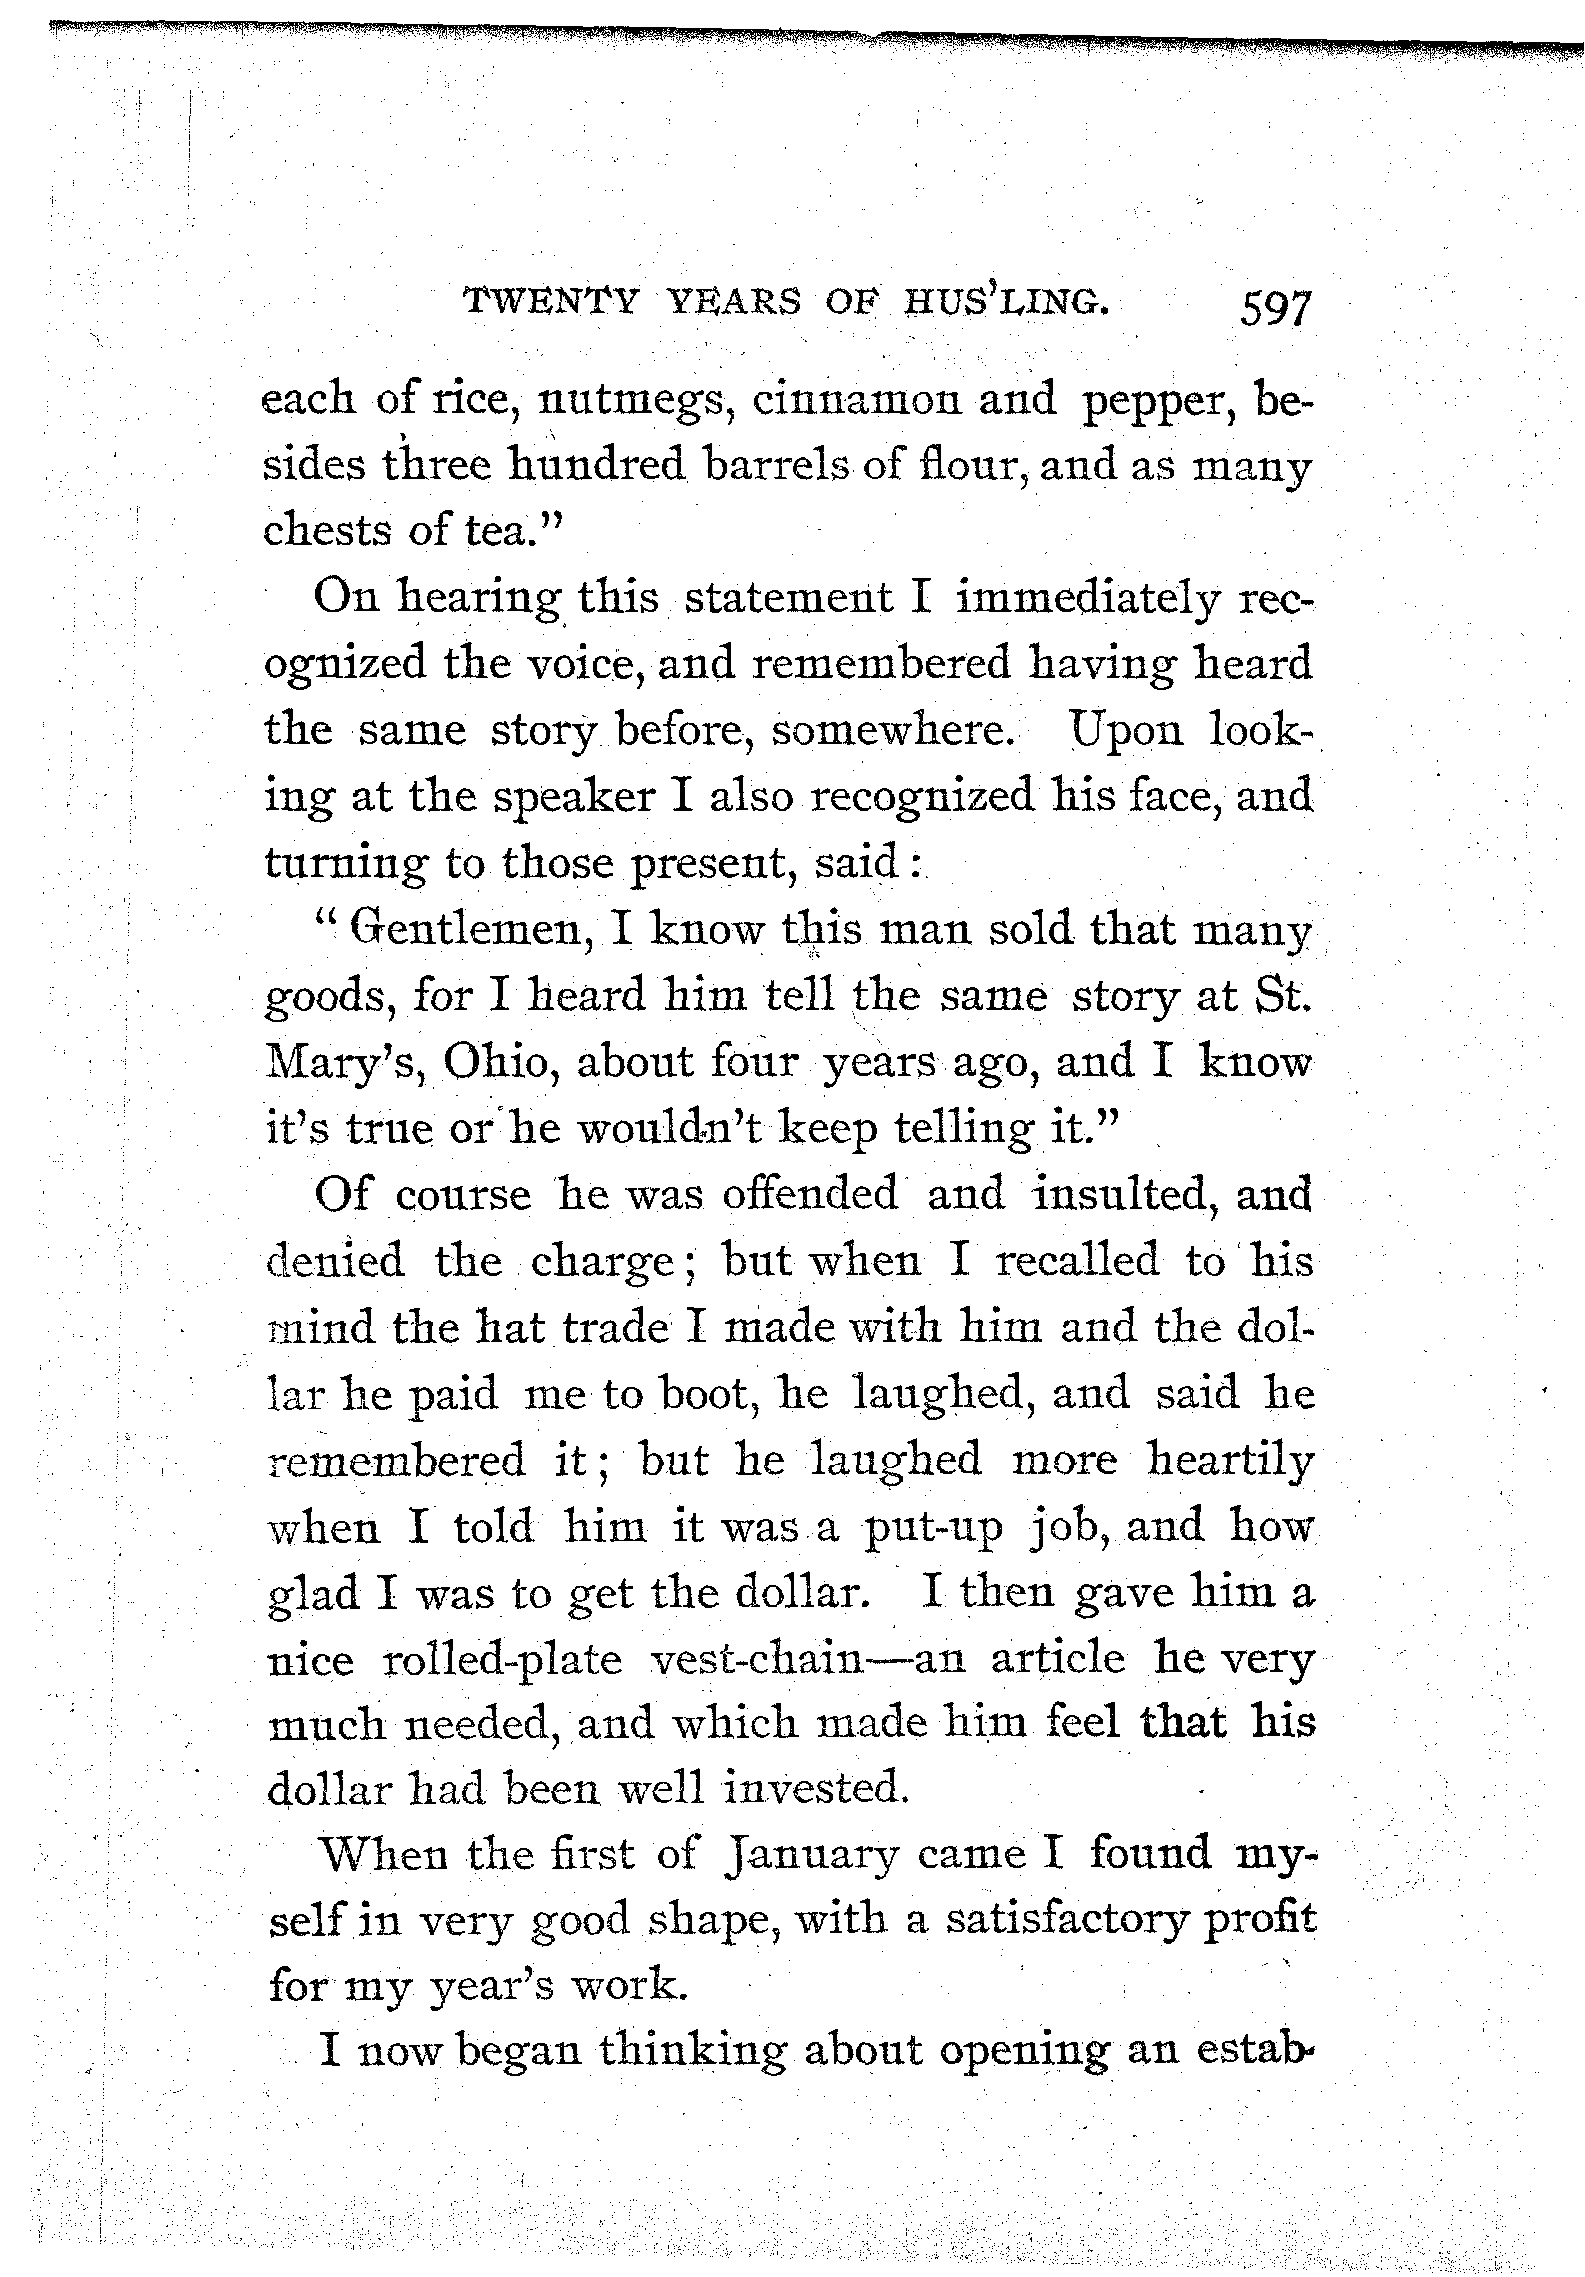 TWENTY YEARS OF HUS'LING. 597
each of rice, nutmegs, cinnamon and pepper, be-
sides three hundred barrels of flour, and as many
chests of tea."
On hearing this statement I immediately rec-
ognized the voice, and remembered having heard
the same story before, somewhere. Upon look-
ing at the speaker I also recognized his face, and
turning to those present, said:
"Gentlemen, I know this man sold that many
goods, for I heard him tell the same story at St.
Mary's, Ohio, about four years ago, and I know
it's true or he wouldn't keep telling it."
Of course he was offended and insulted, and
denied the charge; but when I recalled to his
mind the hat trade I made with him and the dol-
lar he paid me to boot, he laughed, and said he
remembered it; but he laughed more heartily
when I told him it was a put-up job, and how
glad I was to get the dollar. I then gave him a
nice rolled-plate vest-chain—an article he very
much needed, and which made him feel that his
dollar had been well invested.
When the first of January came I found my-
self in very good shape, with a satisfactory profit
for my year's work.
I now began thinking about opening an estab-